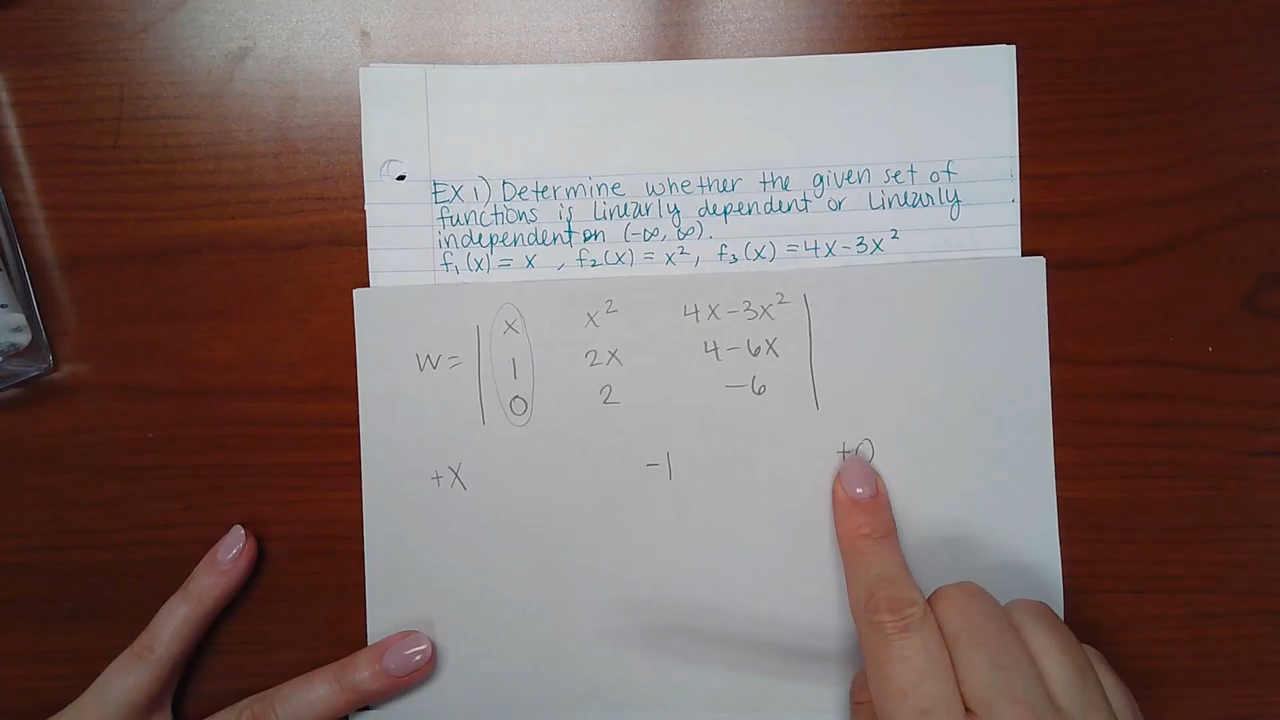 EX 1) Determine whether the given set of
functions is linearly dependent or linearly
independent on (-∞, ∞).
f₁(x) = x , f₂(x) = x², f₃(x) = 4x-3x²
x x² 4x-3x²
W= | 1 2x 4-6x |
0 2 -6
+x -1 +0